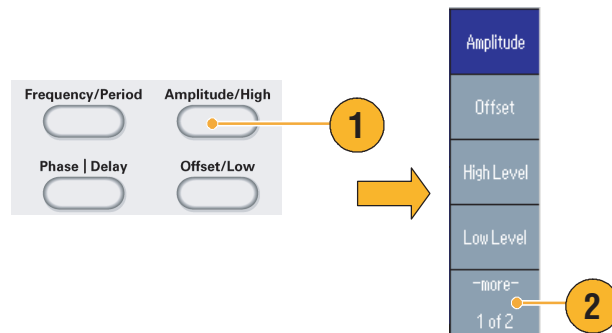 Frequency/Period Amplitude/High
1
Phase | Delay Offset/Low
Amplitude
Offset
High Level
Low Level
-more-
1 of 2
2